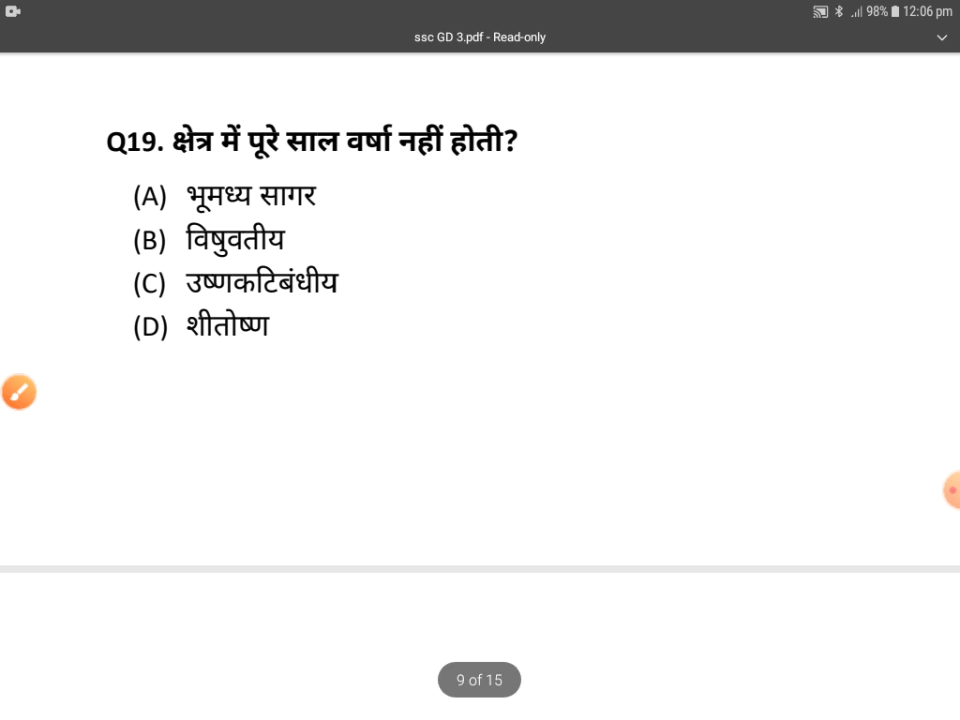 98% 12:06 pm
ssc GD 3.pdf - Read-only
Q19. क्षेत्र में पूरे साल वर्षा नहीं होती?
(A) भूमध्य सागर
(B) विषुवतीय
(C) उष्णकटिबंधीय
(D) शीतोष्ण
9 of 15